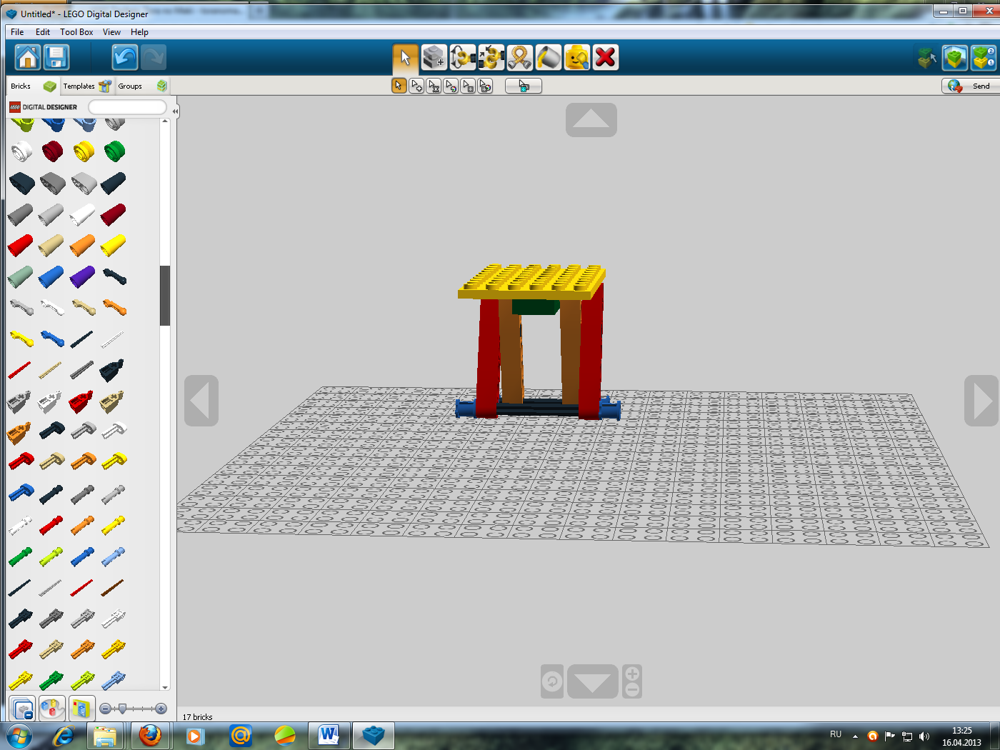 Untitled* - LEGO Digital Designer
File Edit Tool Box View Help
Bricks Templates Groups
Send
LEGO DIGITAL DESIGNER
17 bricks
RU
13:25
16.04.2013